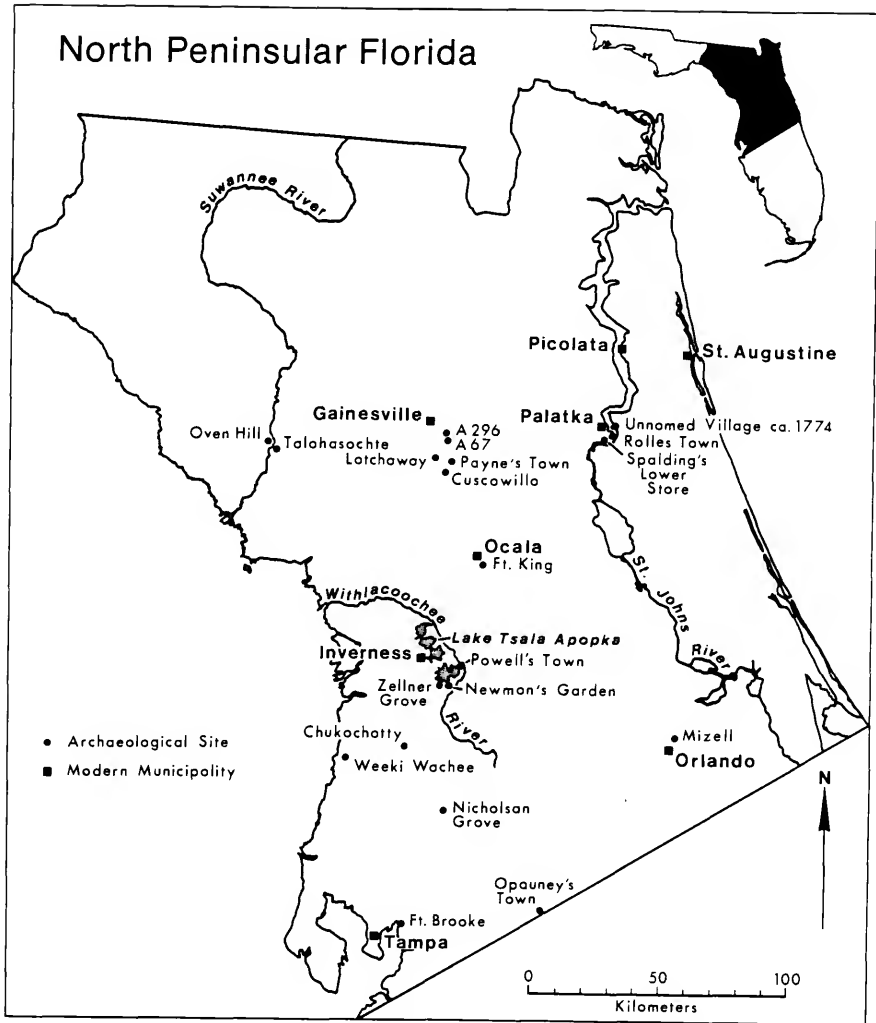 North Peninsular Florida
Suwannee River
Picolata
St. Augustine
Gainesville
Palatka
A 296
Unnamed Village ca. 1774
Oven Hill
A 67
Rolles Town
Talahasochte
Latchaway
Payne's Town
Spalding's
Lower
Store
Cuscowilla
Ocala
Ft. King
St. Johns
River
Withlacoochee
River
Lake Tsala Apopka
Inverness
Powell's Town
Zellner
Grove
Newmon's Garden
Chukochotty
Archaeological Site
Modern Municipality
Weeki Wachee
Mizell
Orlando
N
Nicholson
Grove
Opauney's
Town
Ft. Brooke
Tampa
0 50 100
Kilometers